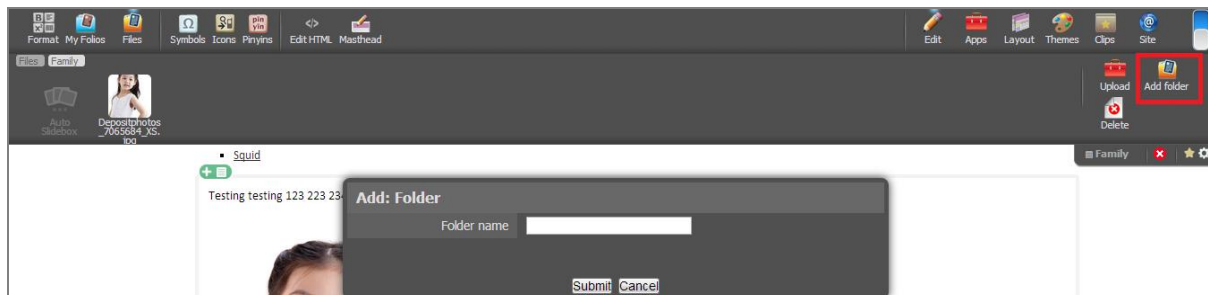 Format My Folios Files Symbols Icons Pinyins Edit HTML Masthead Edit Apps Layout Themes Clips Site
Files Family
Auto Slidebox
Depositphotos
_7065684_XS.
jpg
Upload Add folder
Delete
Squid
Family
Testing testing 123 223
Add: Folder
Folder name
Submit Cancel